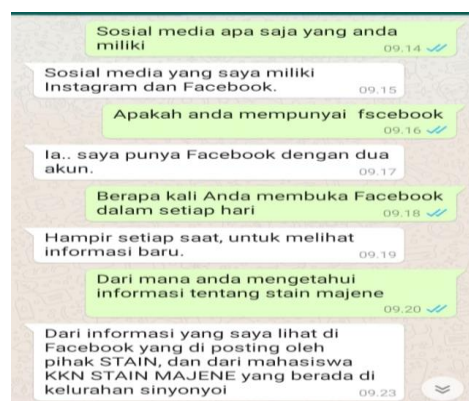 Sosial media apa saja yang anda
miliki
09.14
Sosial media yang saya miliki
Instagram dan Facebook.
09.15
Apakah anda mempunyai fscebook
09.16
Ia.. saya punya Facebook dengan dua
akun.
09.17
Berapa kali Anda membuka Facebook
dalam setiap hari
09.18
Hampir setiap saat, untuk melihat
informasi baru.
09.19
Dari mana anda mengetahui
informasi tentang stain majene
09.20
Dari informasi yang saya lihat di
Facebook yang di posting oleh
pihak STAIN, dan dari mahasiswa
KKN STAIN MAJENE yang berada di
kelurahan sinyonyoi
09.23